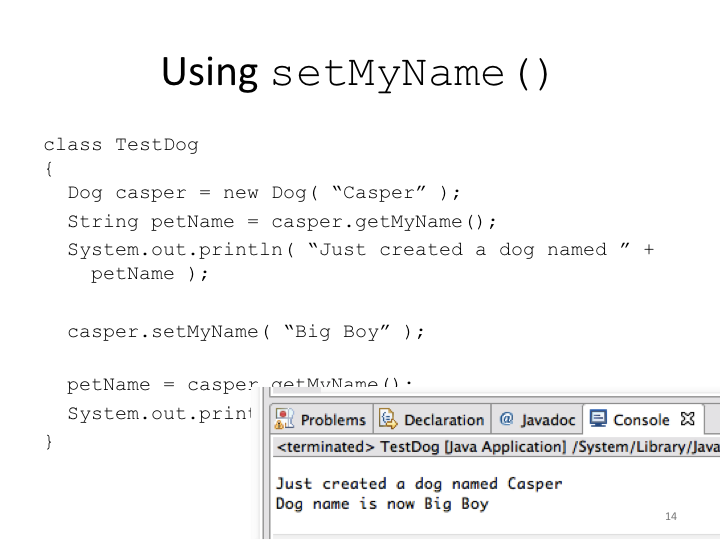 Using setMyName()
class TestDog
{
Dog casper = new Dog( “Casper” );
String petName = casper.getMyName();
System.out.println( “Just created a dog named ” +
petName );
casper.setMyName( “Big Boy” );
petName = casper.getMyName();
System.out.print
}
Problems Declaration @ Javadoc Console
<terminated> TestDog [Java Application] /System/Library/Java
Just created a dog named Casper
Dog name is now Big Boy
14